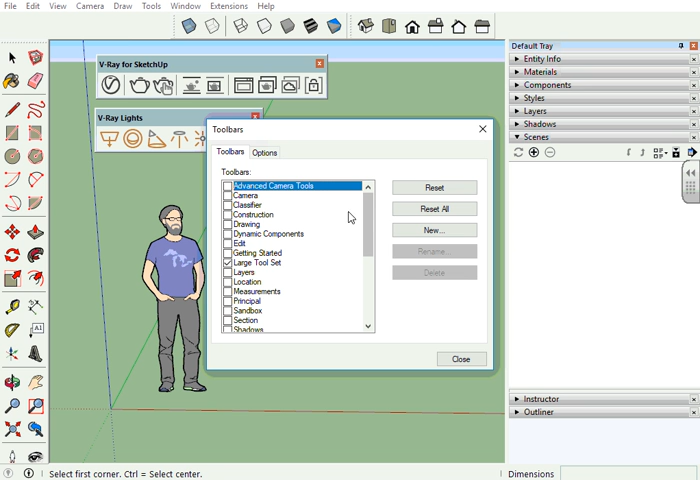 File Edit View Camera Draw Tools Window Extensions Help
Default Tray
Entity Info
Materials
Components
Styles
Layers
Shadows
Scenes
V-Ray for SketchUp
V-Ray Lights
Toolbars
Toolbars Options
Toolbars:
Advanced Camera Tools
Camera
Classifier
Construction
Drawing
Dynamic Components
Edit
Getting Started
Large Tool Set
Layers
Location
Measurements
Principal
Sandbox
Section
Shadows
Reset
Reset All
New...
Rename...
Delete
Close
A1
Instructor
Outliner
Select first corner. Ctrl = Select center.
Dimensions